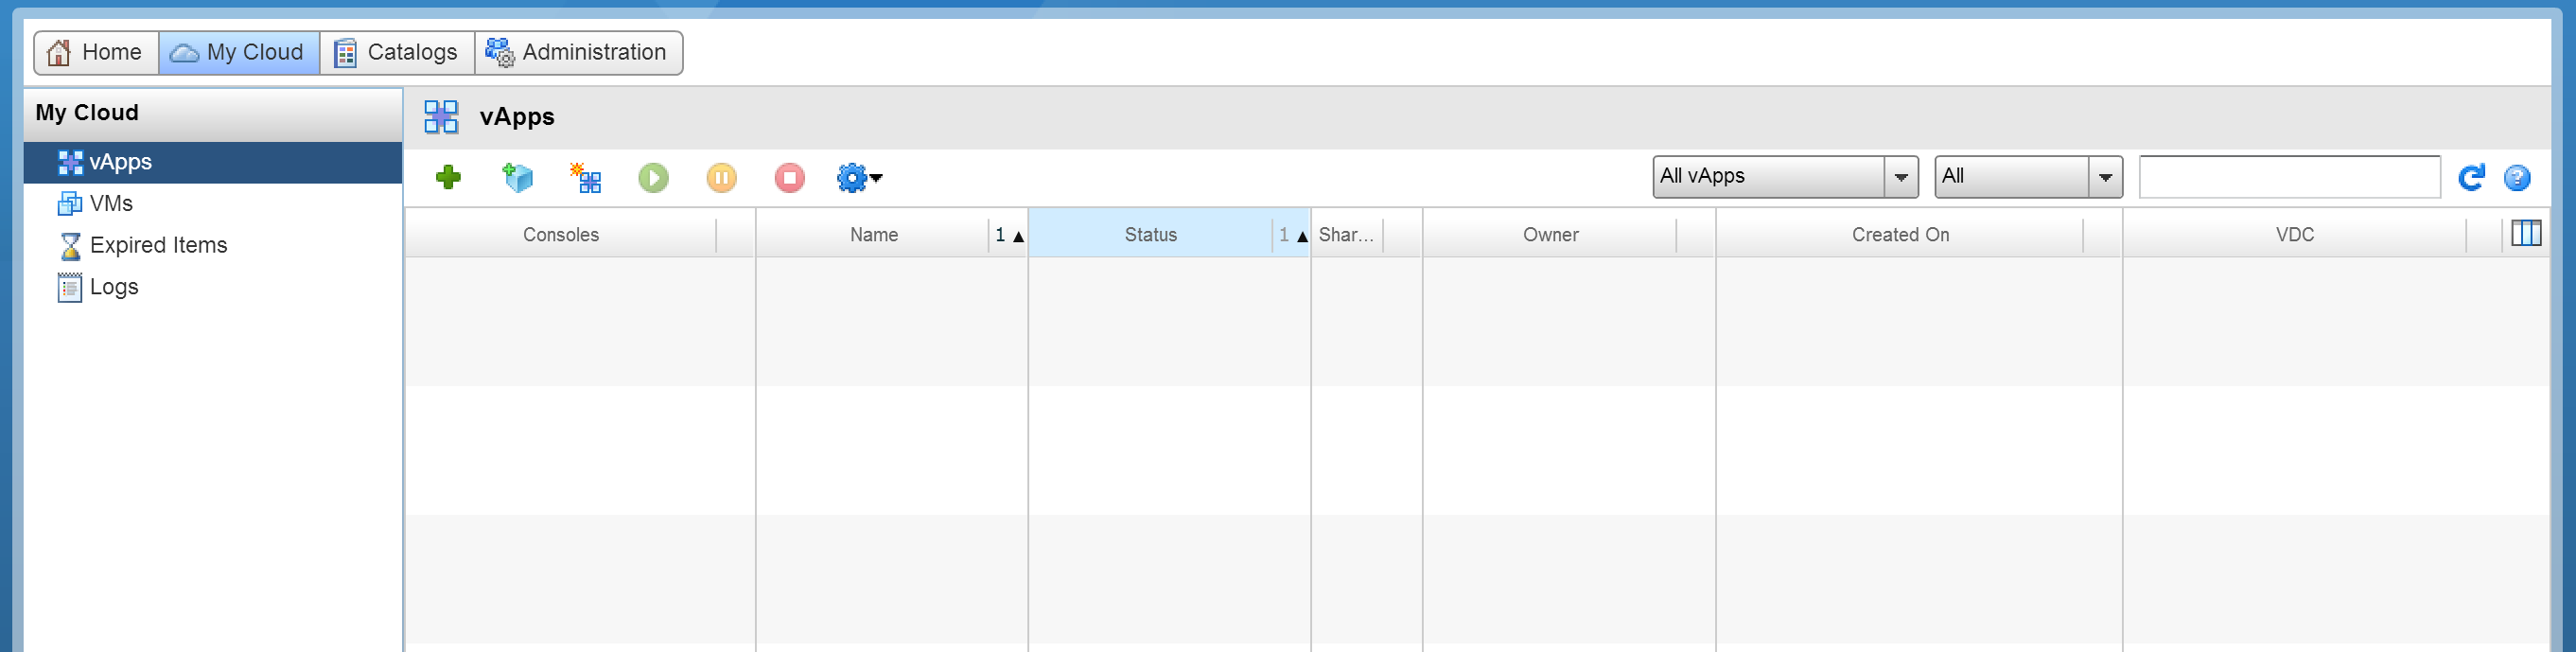 Home My Cloud Catalogs Administration
My Cloud
vApps
VMs
Expired Items
Logs
vApps
All vApps All
Consoles Name 1 ▲ Status 1 ▲ Shar... Owner Created On VDC